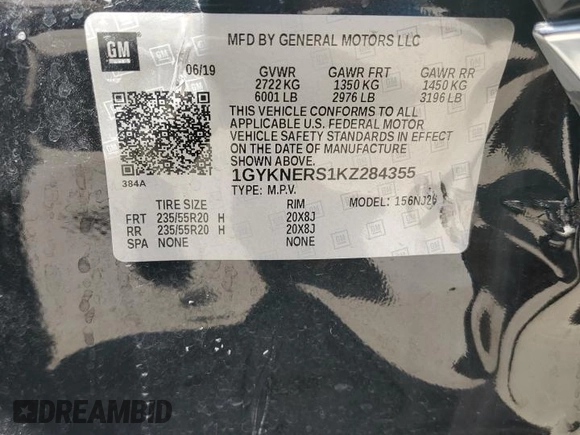 GM
MFD BY GENERAL MOTORS LLC
06/19 GVWR GAWR FRT GAWR RR
2722 KG 1350 KG 1450 KG
6001 LB 2976 LB 3196 LB
THIS VEHICLE CONFORMS TO ALL
APPLICABLE U.S. FEDERAL MOTOR
VEHICLE SAFETY STANDARDS IN EFFECT
ON THE DATE OF MANUFACTURE
SHOWN ABOVE. 1GYKNERS1KZ284355
384A TYPE: M.P.V. MODEL: 156NJ26
TIRE SIZE RIM
FRT 235/55R20 H 20X8J
RR 235/55R20 H 20X8J
SPA NONE NONE
DREAMBID